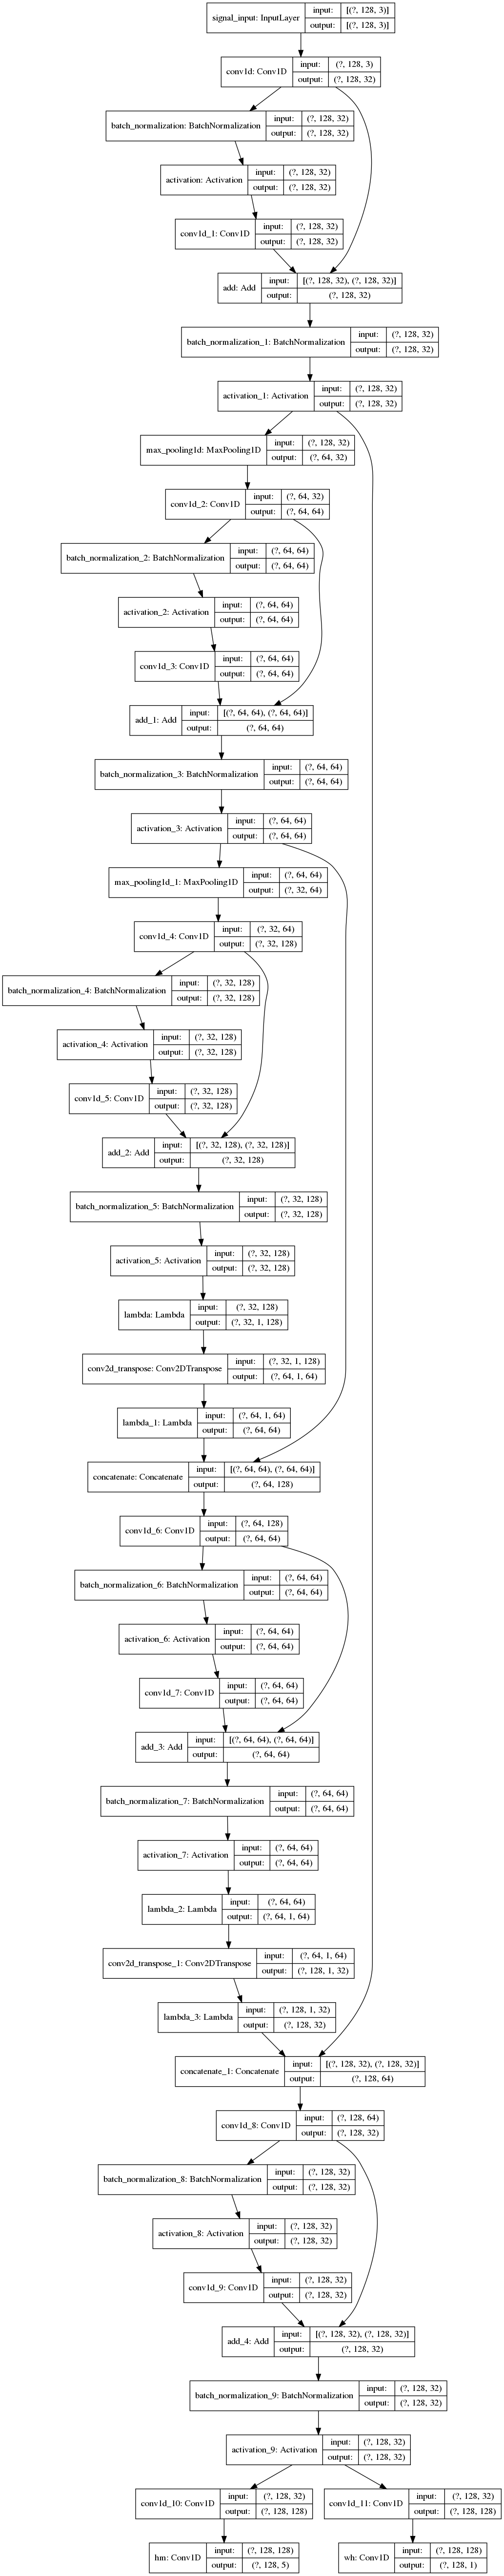 signal_input: InputLayer input: [(?, 128, 3)]
output: [(?, 128, 3)]
conv1d: Conv1D input: (?, 128, 3)
output: (?, 128, 32)
batch_normalization: BatchNormalization input: (?, 128, 32)
output: (?, 128, 32)
activation: Activation input: (?, 128, 32)
output: (?, 128, 32)
conv1d_1: Conv1D input: (?, 128, 32)
output: (?, 128, 32)
add: Add input: [(?, 128, 32), (?, 128, 32)]
output: (?, 128, 32)
batch_normalization_1: BatchNormalization input: (?, 128, 32)
output: (?, 128, 32)
activation_1: Activation input: (?, 128, 32)
output: (?, 128, 32)
max_pooling1d: MaxPooling1D input: (?, 128, 32)
output: (?, 64, 32)
conv1d_2: Conv1D input: (?, 64, 32)
output: (?, 64, 64)
batch_normalization_2: BatchNormalization input: (?, 64, 64)
output: (?, 64, 64)
activation_2: Activation input: (?, 64, 64)
output: (?, 64, 64)
conv1d_3: Conv1D input: (?, 64, 64)
output: (?, 64, 64)
add_1: Add input: [(?, 64, 64), (?, 64, 64)]
output: (?, 64, 64)
batch_normalization_3: BatchNormalization input: (?, 64, 64)
output: (?, 64, 64)
activation_3: Activation input: (?, 64, 64)
output: (?, 64, 64)
max_pooling1d_1: MaxPooling1D input: (?, 64, 64)
output: (?, 32, 64)
conv1d_4: Conv1D input: (?, 32, 64)
output: (?, 32, 128)
batch_normalization_4: BatchNormalization input: (?, 32, 128)
output: (?, 32, 128)
activation_4: Activation input: (?, 32, 128)
output: (?, 32, 128)
conv1d_5: Conv1D input: (?, 32, 128)
output: (?, 32, 128)
add_2: Add input: [(?, 32, 128), (?, 32, 128)]
output: (?, 32, 128)
batch_normalization_5: BatchNormalization input: (?, 32, 128)
output: (?, 32, 128)
activation_5: Activation input: (?, 32, 128)
output: (?, 32, 128)
lambda: Lambda input: (?, 32, 128)
output: (?, 32, 1, 128)
conv2d_transpose: Conv2DTranspose input: (?, 32, 1, 128)
output: (?, 64, 1, 64)
lambda_1: Lambda input: (?, 64, 1, 64)
output: (?, 64, 64)
concatenate: Concatenate input: [(?, 64, 64), (?, 64, 64)]
output: (?, 64, 128)
conv1d_6: Conv1D input: (?, 64, 128)
output: (?, 64, 64)
batch_normalization_6: BatchNormalization input: (?, 64, 64)
output: (?, 64, 64)
activation_6: Activation input: (?, 64, 64)
output: (?, 64, 64)
conv1d_7: Conv1D input: (?, 64, 64)
output: (?, 64, 64)
add_3: Add input: [(?, 64, 64), (?, 64, 64)]
output: (?, 64, 64)
batch_normalization_7: BatchNormalization input: (?, 64, 64)
output: (?, 64, 64)
activation_7: Activation input: (?, 64, 64)
output: (?, 64, 64)
lambda_2: Lambda input: (?, 64, 64)
output: (?, 64, 1, 64)
conv2d_transpose_1: Conv2DTranspose input: (?, 64, 1, 64)
output: (?, 128, 1, 32)
lambda_3: Lambda input: (?, 128, 1, 32)
output: (?, 128, 32)
concatenate_1: Concatenate input: [(?, 128, 32), (?, 128, 32)]
output: (?, 128, 64)
conv1d_8: Conv1D input: (?, 128, 64)
output: (?, 128, 32)
batch_normalization_8: BatchNormalization input: (?, 128, 32)
output: (?, 128, 32)
activation_8: Activation input: (?, 128, 32)
output: (?, 128, 32)
conv1d_9: Conv1D input: (?, 128, 32)
output: (?, 128, 32)
add_4: Add input: [(?, 128, 32), (?, 128, 32)]
output: (?, 128, 32)
batch_normalization_9: BatchNormalization input: (?, 128, 32)
output: (?, 128, 32)
activation_9: Activation input: (?, 128, 32)
output: (?, 128, 32)
conv1d_10: Conv1D input: (?, 128, 32)
output: (?, 128, 128)
conv1d_11: Conv1D input: (?, 128, 32)
output: (?, 128, 128)
hm: Conv1D input: (?, 128, 128)
output: (?, 128, 5)
wh: Conv1D input: (?, 128, 128)
output: (?, 128, 1)